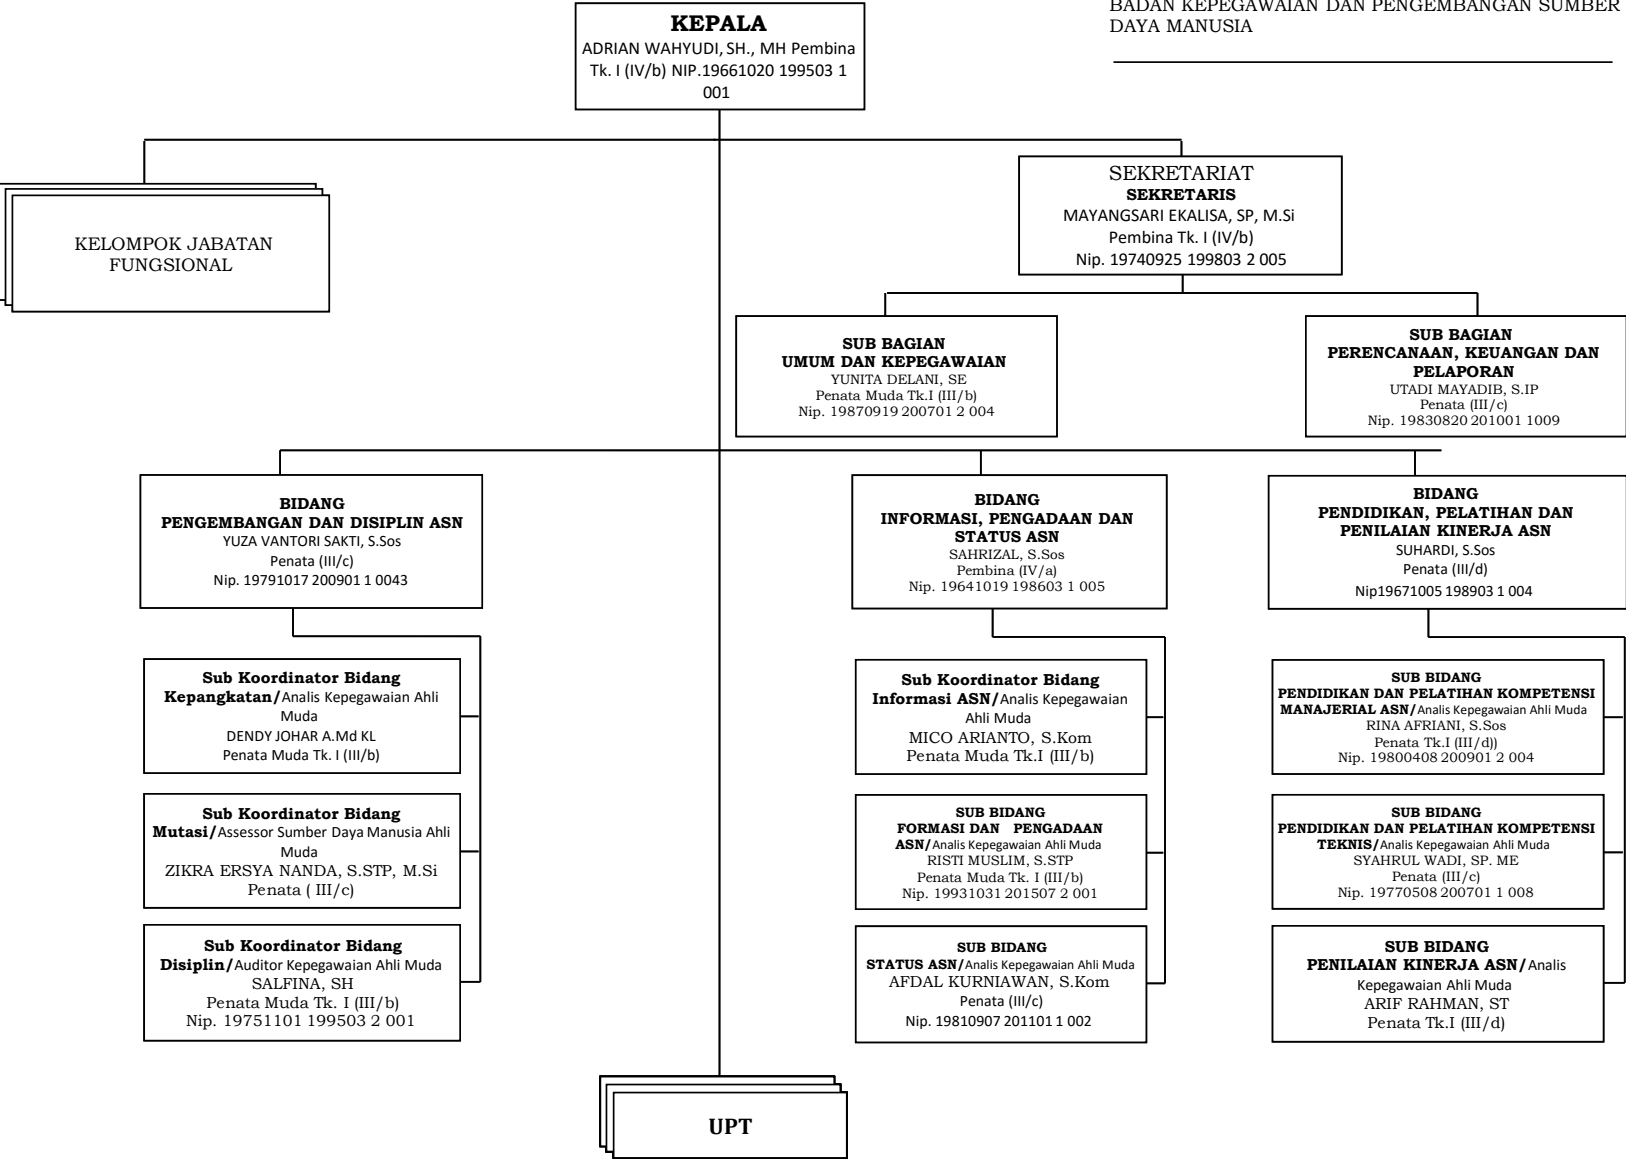 BADAN KEPEGAWAIAN DAN PENGEMBANGAN SUMBER
DAYA MANUSIA
KEPALA
ADRIAN WAHYUDI, SH., MH Pembina
Tk. I (IV/b) NIP.19661020 199503 1
001
KELOMPOK JABATAN
FUNGSIONAL
SEKRETARIAT
SEKRETARIS
MAYANGSARI EKALISA, SP, M.Si
Pembina Tk. I (IV/b)
Nip. 19740925 199803 2 005
SUB BAGIAN
UMUM DAN KEPEGAWAIAN
YUNITA DELANI, SE
Penata Muda Tk.I (III/b)
Nip. 19870919 200701 2 004
SUB BAGIAN
PERENCANAAN, KEUANGAN DAN
PELAPORAN
UTADI MAYADIB, S.IP
Penata (III/c)
Nip. 19830820 201001 1009
BIDANG
PENGEMBANGAN DAN DISIPLIN ASN
YUZA VANTORI SAKTI, S.Sos
Penata (III/c)
Nip. 19791017 200901 1 0043
BIDANG
INFORMASI, PENGADAAN DAN
STATUS ASN
SAHRIZAL, S.Sos
Pembina (IV/a)
Nip. 19641019 198603 1 005
BIDANG
PENDIDIKAN, PELATIHAN DAN
PENILAIAN KINERJA ASN
SUHARDI, S.Sos
Penata (III/d)
Nip19671005 198903 1 004
Sub Koordinator Bidang
Kepangkatan/Analis Kepegawaian Ahli
Muda
DENDY JOHAR A.Md KL
Penata Muda Tk. I (III/b)
Sub Koordinator Bidang
Mutasi/Assessor Sumber Daya Manusia Ahli
Muda
ZIKRA ERSYA NANDA, S.STP, M.Si
Penata ( III/c)
Sub Koordinator Bidang
Disiplin/Auditor Kepegawaian Ahli Muda
SALFINA, SH
Penata Muda Tk. I (III/b)
Nip. 19751101 199503 2 001
Sub Koordinator Bidang
Informasi ASN/Analis Kepegawaian
Ahli Muda
MICO ARIANTO, S.Kom
Penata Muda Tk.I (III/b)
SUB BIDANG
FORMASI DAN PENGADAAN
ASN/Analis Kepegawaian Ahli Muda
RISTI MUSLIM, S.STP
Penata Muda Tk. I (III/b)
Nip. 19931031 201507 2 001
SUB BIDANG
STATUS ASN/Analis Kepegawaian Ahli Muda
AFDAL KURNIAWAN, S.Kom
Penata (III/c)
Nip. 19810907 201101 1 002
SUB BIDANG
PENDIDIKAN DAN PELATIHAN KOMPETENSI
MANAJERIAL ASN/Analis Kepegawaian Ahli Muda
RINA AFRIANI, S.Sos
Penata Tk.I (III/d))
Nip. 19800408 200901 2 004
SUB BIDANG
PENDIDIKAN DAN PELATIHAN KOMPETENSI
TEKNIS/Analis Kepegawaian Ahli Muda
SYAHRUL WADI, SP. ME
Penata (III/c)
Nip. 19770508 200701 1 008
SUB BIDANG
PENILAIAN KINERJA ASN/Analis
Kepegawaian Ahli Muda
ARIF RAHMAN, ST
Penata Tk.I (III/d)
UPT